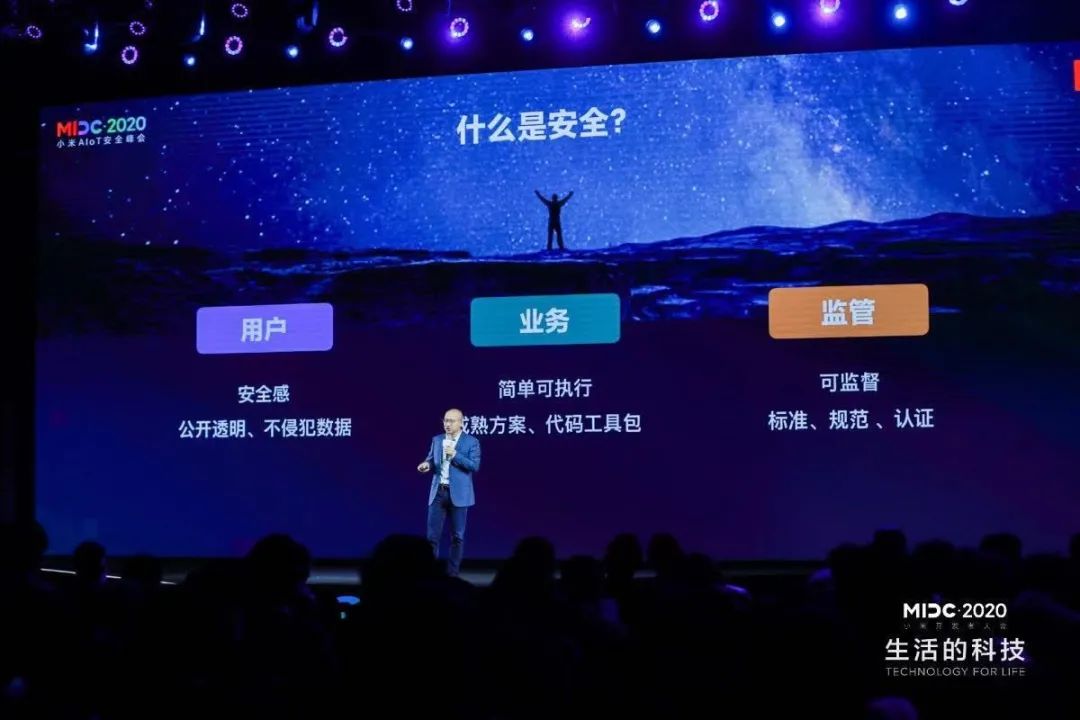 MIDC·2020
小米AIoT安全峰会
什么是安全?
用户
业务
监管
安全感
公开透明、不侵犯数据
简单可执行
熟方案、代码工具包
可监督
标准、规范、认证
MIDC·2020
小米开发者大会
生活的科技
TECHNOLOGY FOR LIFE